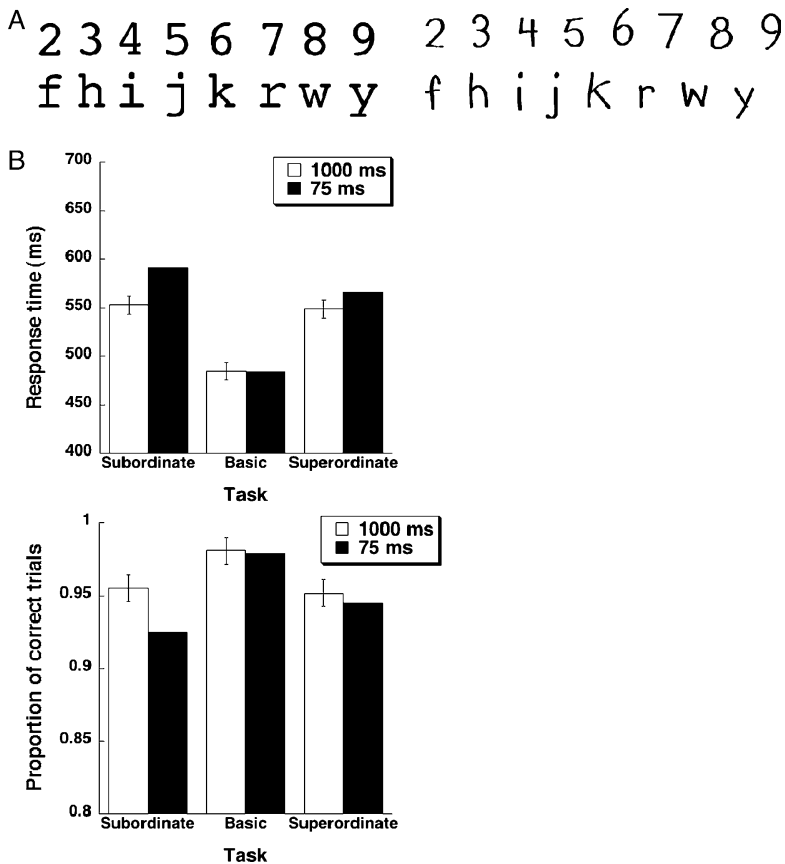 A
2 3 4 5 6 7 8 9
f h i j k r w y
2 3 4 5 6 7 8 9
f h i j k r w y
B
1000 ms
75 ms
Response time (ms)
700
650
600
550
500
450
400
Subordinate Basic Superordinate
Task
1000 ms
75 ms
Proportion of correct trials
1
0.95
0.9
0.85
0.8
Subordinate Basic Superordinate
Task